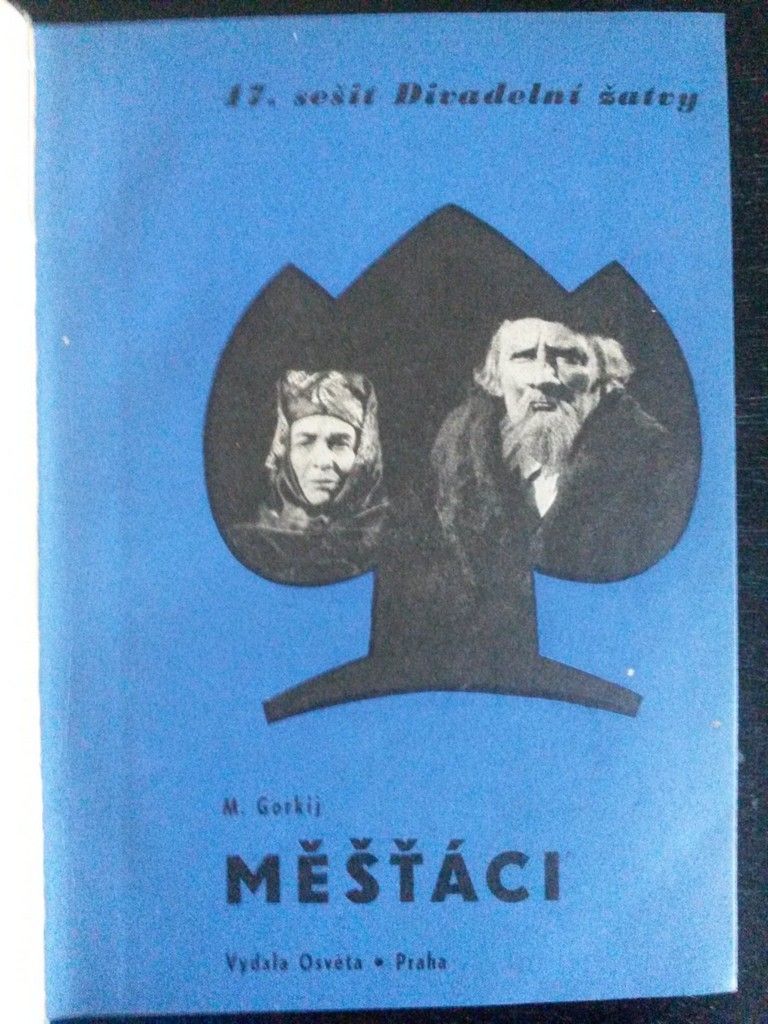 17. sešit Divadelní žatvy
M. Gorkij
MĚŠŤÁCI
Vydala Osvěta • Praha